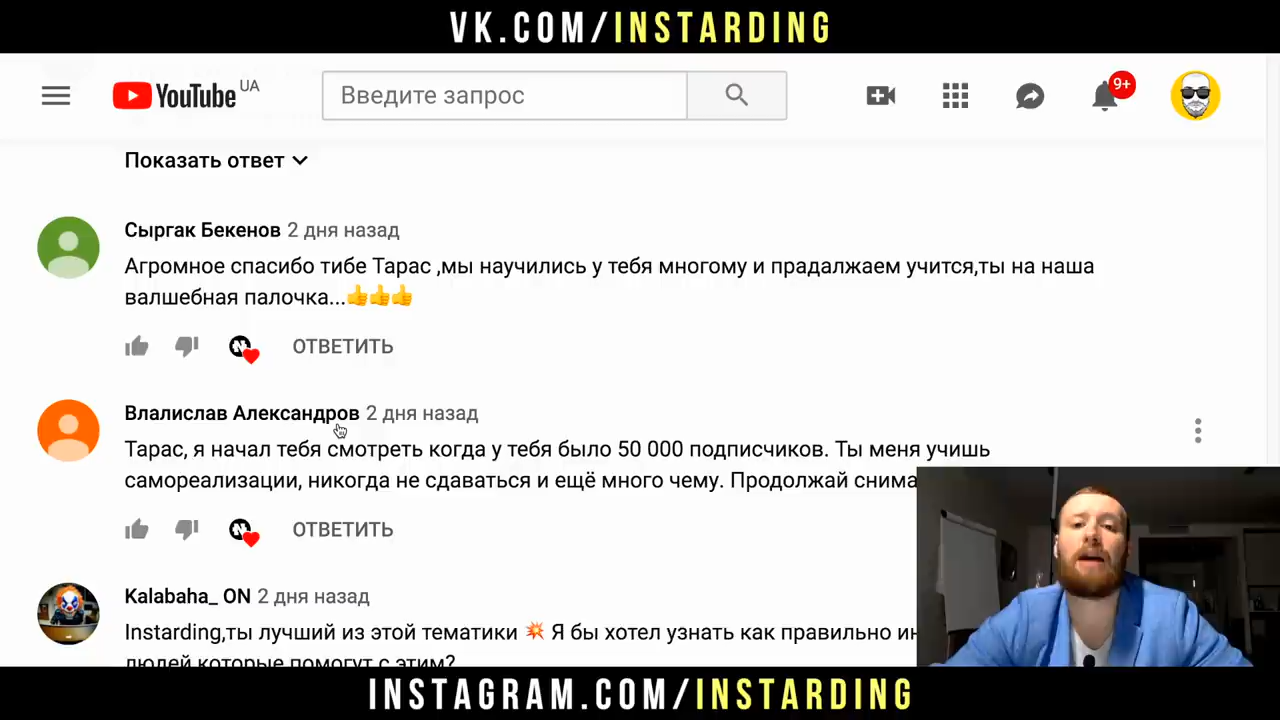 VK.COM/INSTARDING
YouTube UA
Введите запрос
9+
Показать ответ
Сыргак Бекенов 2 дня назад
Агромное спасибо тибе Тарас ,мы научились у тебя многому и прадалжаем учится,ты на наша
валшебная палочка...👍👍👍
ОТВЕТИТЬ
Влалислав Александров 2 дня назад
Тарас, я начал тебя смотреть когда у тебя было 50 000 подписчиков. Ты меня учишь
самореализации, никогда не сдаваться и ещё много чему. Продолжай снима
ОТВЕТИТЬ
Kalabaha_ ON 2 дня назад
Instarding,ты лучший из этой тематики 💥 Я бы хотел узнать как правильно ин
людей которые помогут с этим?
INSTAGRAM.COM/INSTARDING